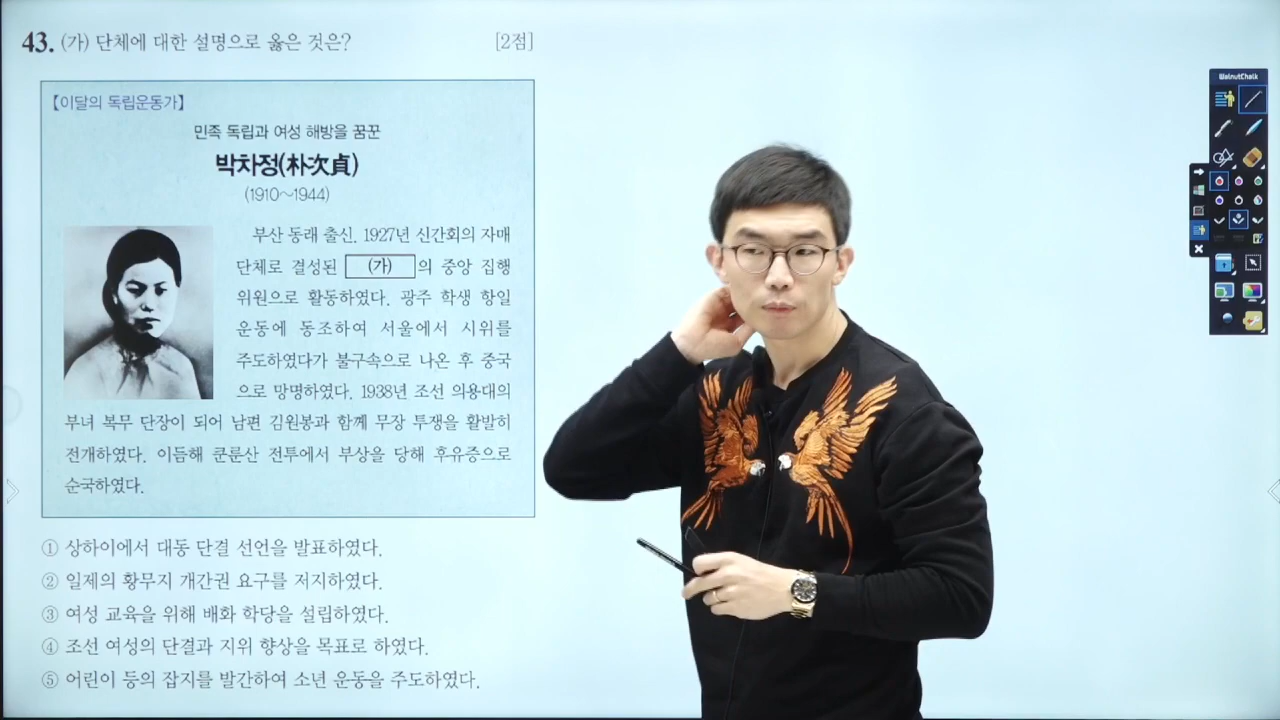 43. (가) 단체에 대한 설명으로 옳은 것은? [2점]
【이달의 독립운동가】
민족 독립과 여성 해방을 꿈꾼
박차정(朴次貞)
(1910~1944)
부산 동래 출신. 1927년 신간회의 자매
단체로 결성된 (가) 의 중앙 집행
위원으로 활동하였다. 광주 학생 항일
운동에 동조하여 서울에서 시위를
주도하였다가 불구속으로 나온 후 중국
으로 망명하였다. 1938년 조선 의용대의
부녀 복무 단장이 되어 남편 김원봉과 함께 무장 투쟁을 활발히
전개하였다. 이듬해 쿤룬산 전투에서 부상을 당해 후유증으로
순국하였다.
① 상하이에서 대동 단결 선언을 발표하였다.
② 일제의 황무지 개간권 요구를 저지하였다.
③ 여성 교육을 위해 배화 학당을 설립하였다.
④ 조선 여성의 단결과 지위 향상을 목표로 하였다.
⑤ 어린이 등의 잡지를 발간하여 소년 운동을 주도하였다.
WalnutChalk